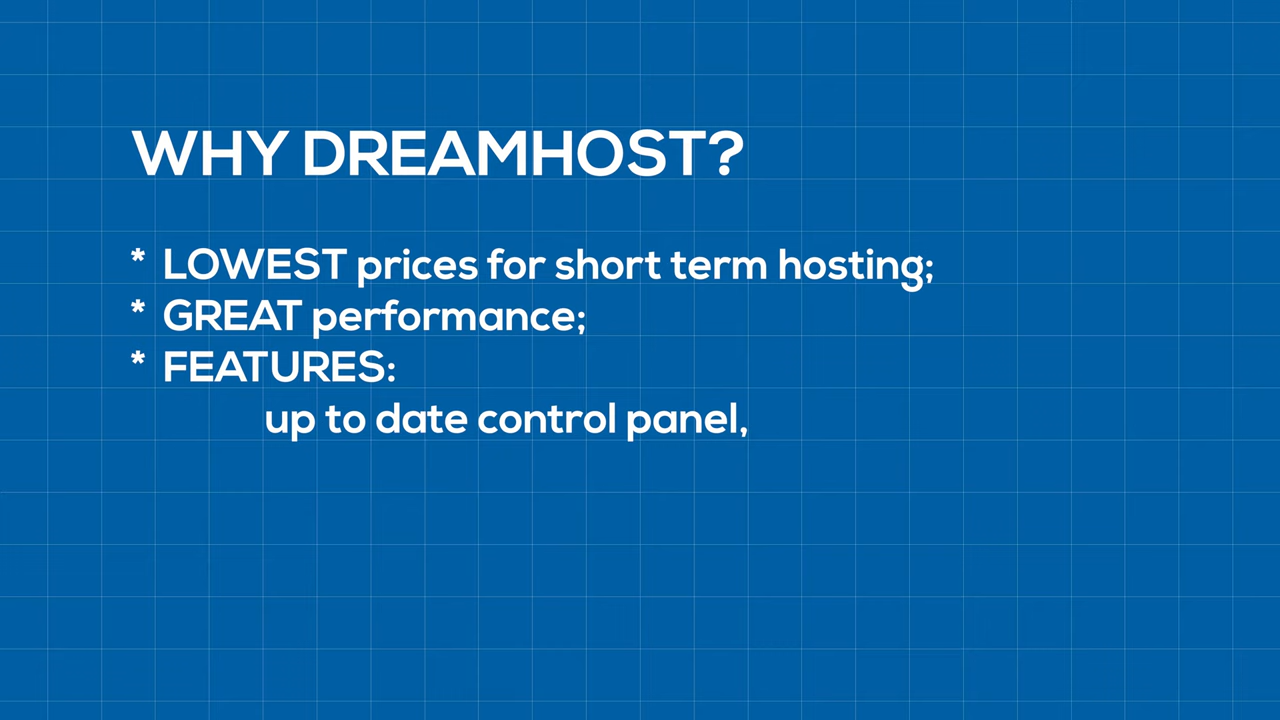 WHY DREAMHOST?
* LOWEST prices for short term hosting;
* GREAT performance;
* FEATURES:
up to date control panel,